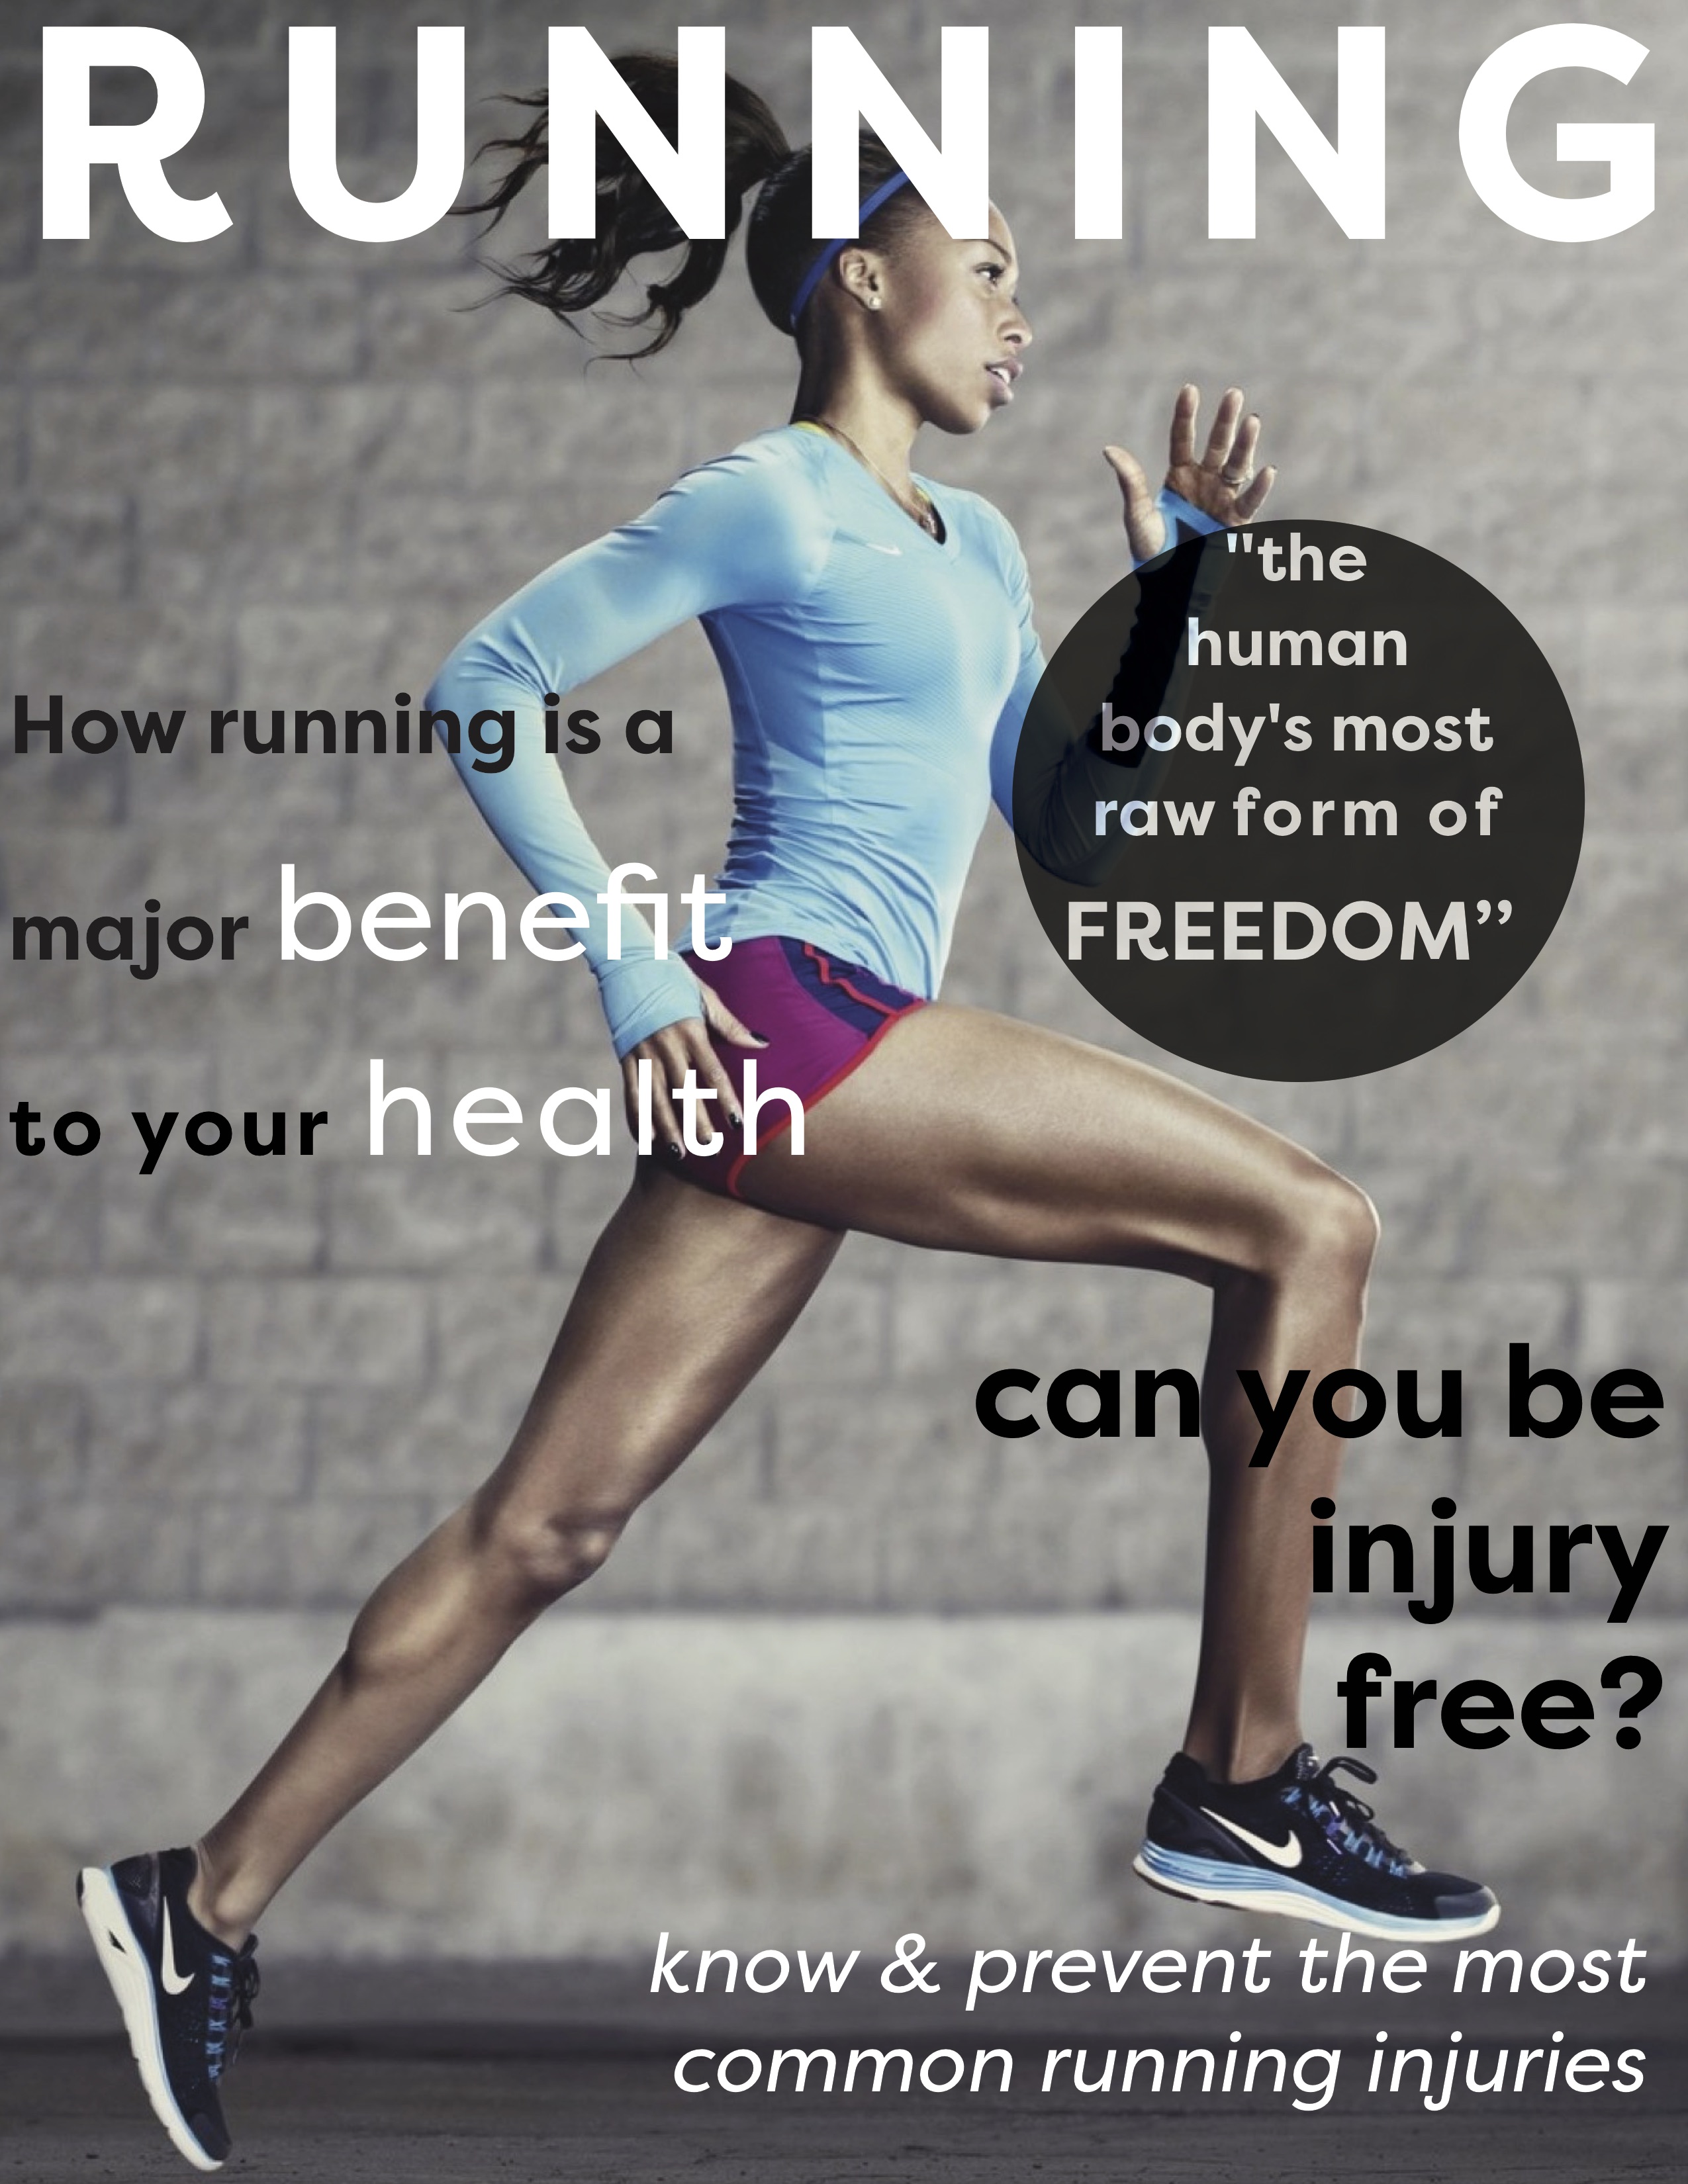 RUNNING
"the
human
body's most
raw form of
FREEDOM”
How running is a
major benefit
to your health
can you be
injury
free?
know & prevent the most
common running injuries